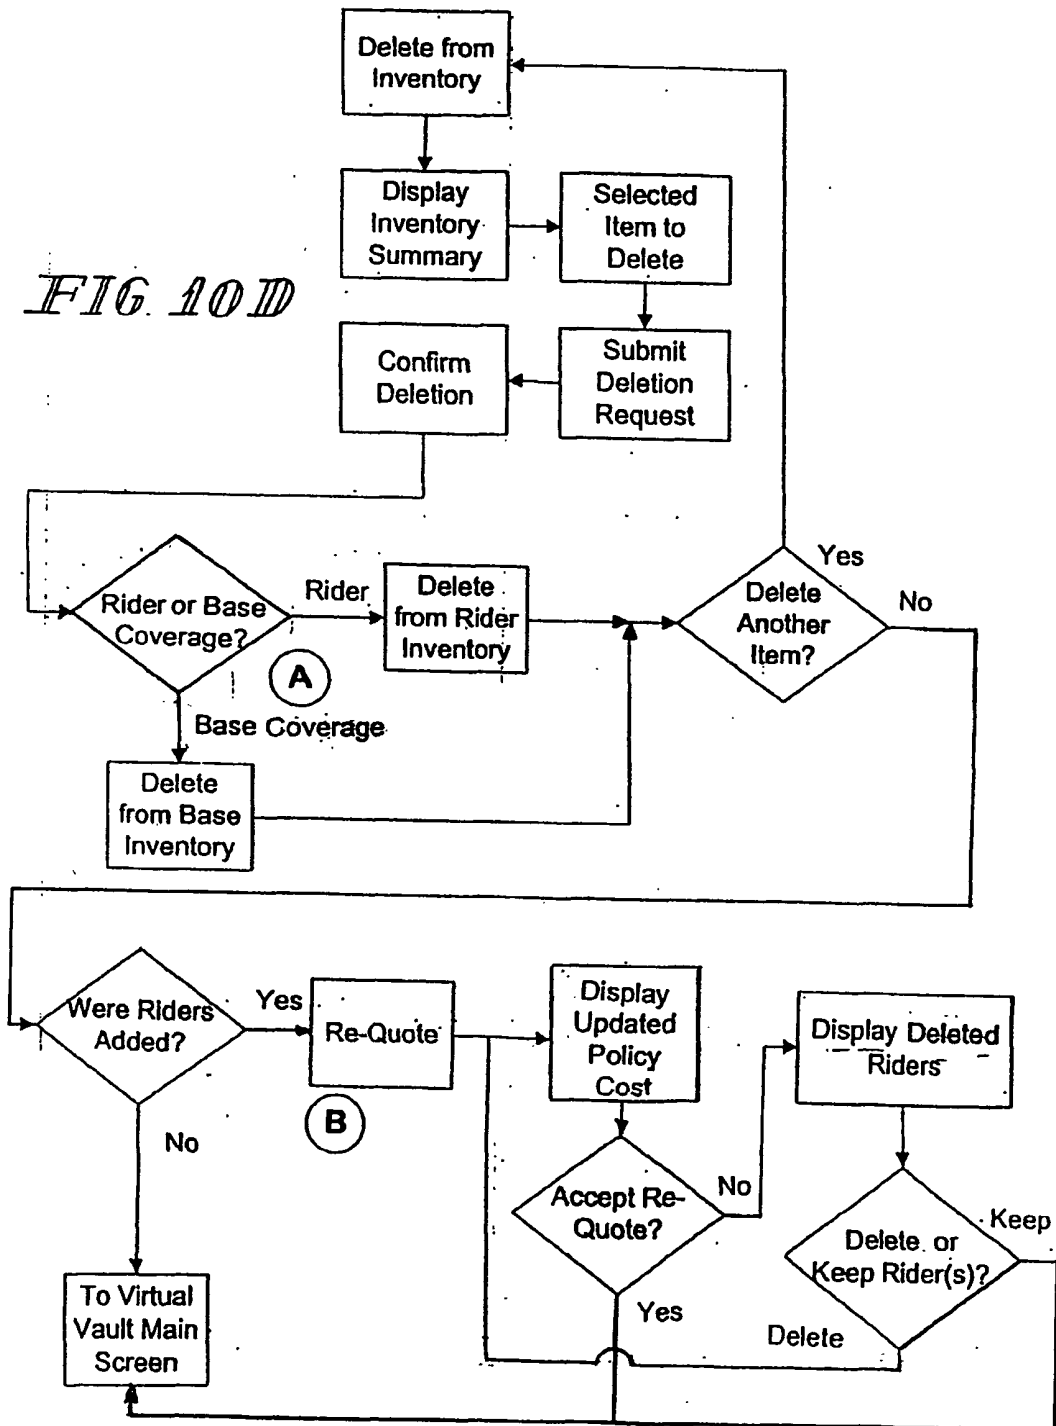 Delete from
Inventory
Display
Inventory
Summary
Selected
Item to
Delete
FIG. 10D
Confirm
Deletion
Submit
Deletion
Request
Rider or Base
Coverage?
Rider
Delete
from Rider
Inventory
Yes
Delete
Another
Item?
No
A
Base Coverage
Delete
from Base
Inventory
Were Riders
Added?
Yes
Re-Quote
Display
Updated
Policy
Cost
Display Deleted
Riders
B
No
Accept Re-
Quote?
No
Delete or
Keep Rider(s)?
Keep
To Virtual
Vault Main
Screen
Yes
Delete